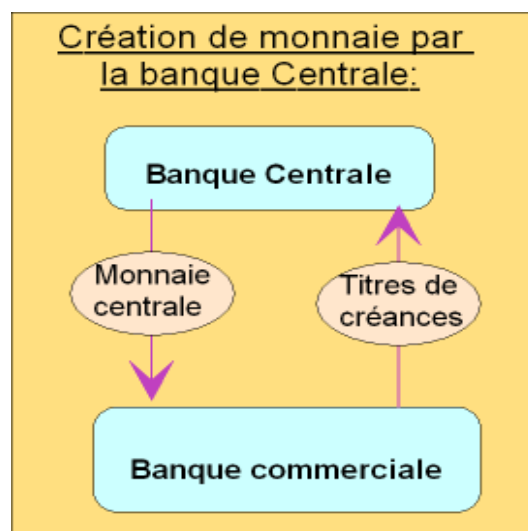 Création de monnaie par
la banque Centrale:
Banque Centrale
Monnaie
centrale
Titres de
créances
Banque commerciale